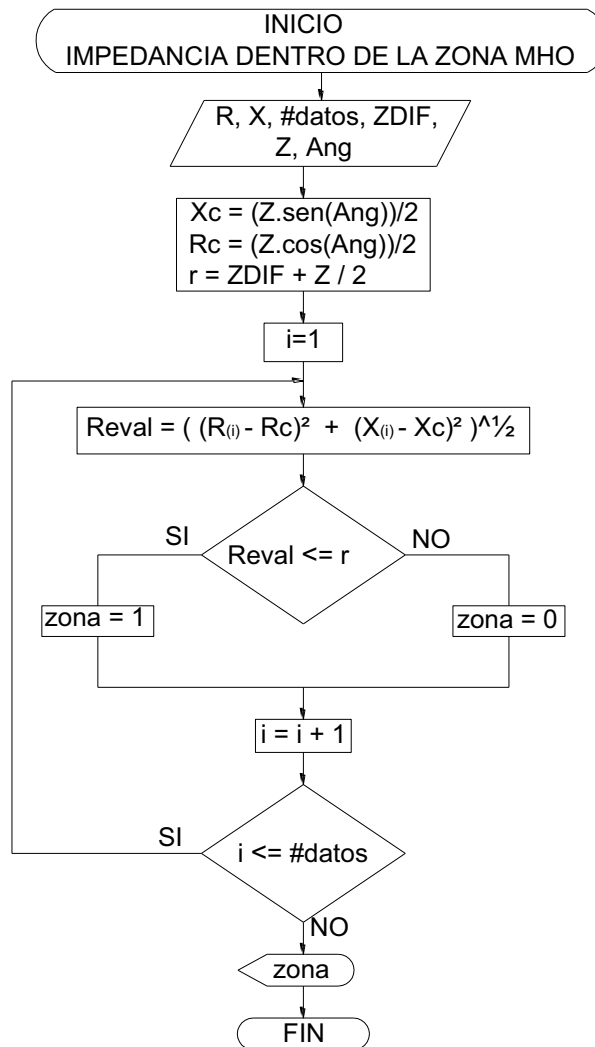 INICIO
IMPEDANCIA DENTRO DE LA ZONA MHO
R, X, #datos, ZDIF,
Z, Ang
Xc = (Z.sen(Ang))/2
Rc = (Z.cos(Ang))/2
r = ZDIF + Z / 2
i=1
Reval = ( (R(i) - Rc)² + (X(i) - Xc)² )^½
SI
NO
Reval <= r
zona = 1
zona = 0
i = i + 1
SI
i <= #datos
NO
zona
FIN